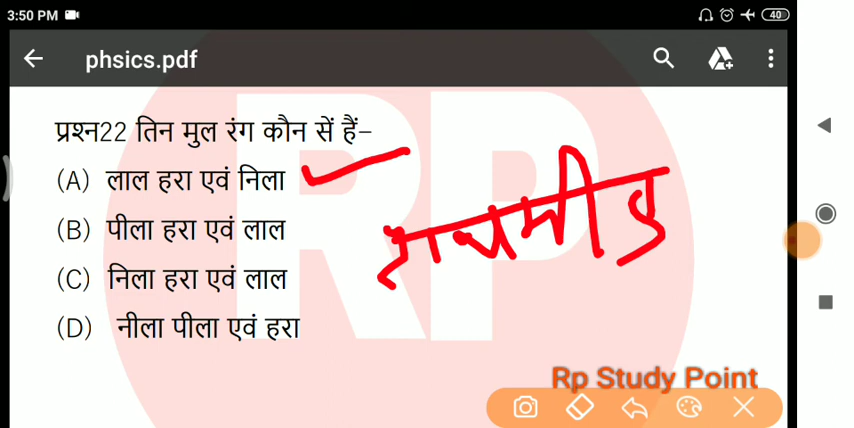 3:50 PM
40
phsics.pdf
प्रश्न22 तिन मुल रंग कौन सें हैं-
(A) लाल हरा एवं निला
(B) पीला हरा एवं लाल
(C) निला हरा एवं लाल
(D) नीला पीला एवं हरा
RP
Rp Study Point